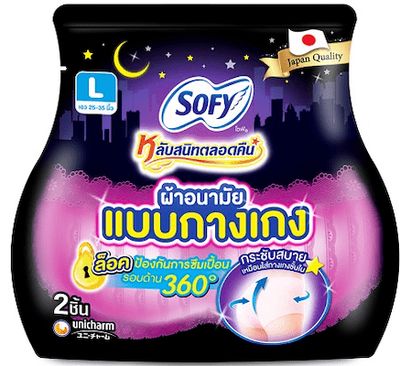 Japan Quality
L
เอว 25-35 นิ้ว
SOFY
โซฟี
หลับสนิทตลอดคืน
ผ้าอนามัย
แบบกางเกง
ล็อค ป้องกันการซึมเปื้อน
รอบด้าน 360°
กระชับสบาย
เหมือนใส่กางเกงชั้นใน
2 ชิ้น
unicharm
ユニ・チャーム